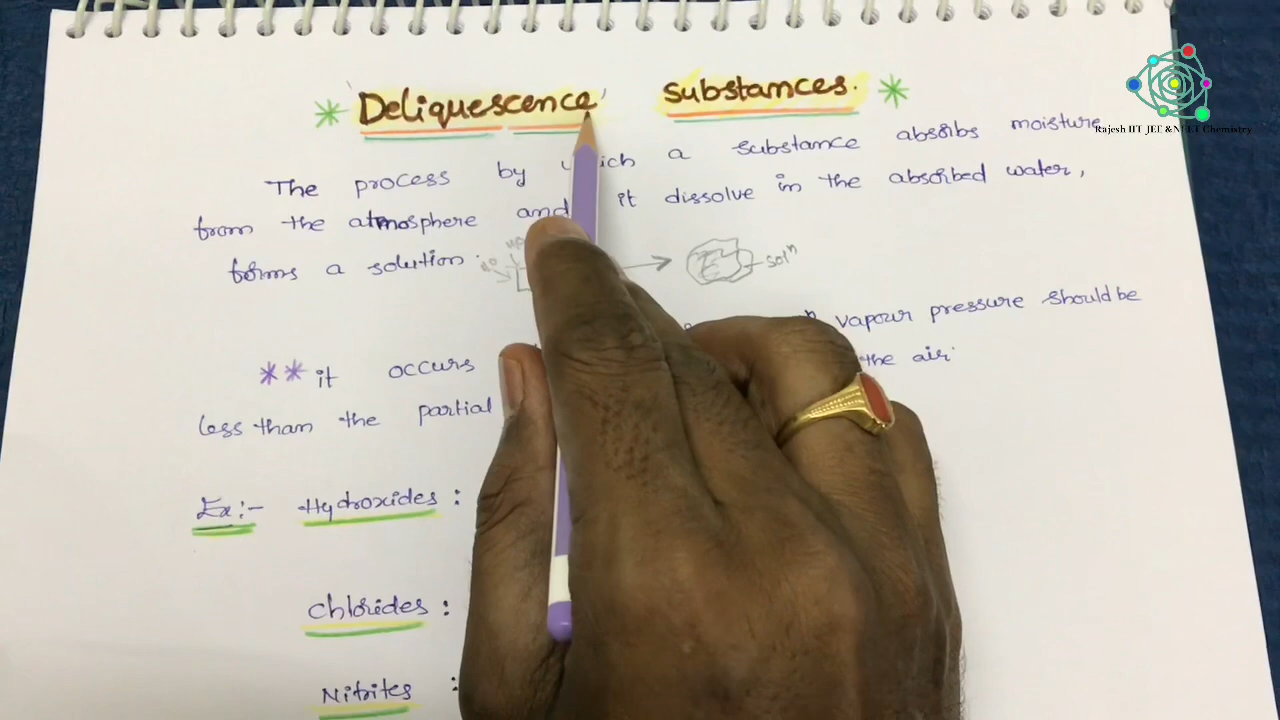 Rajesh IIT JEE & NEET Chemistry
* Deliquescence substances. *
The process by which a substance absorbs moisture
from the atmosphere and it dissolve in the absorbed water,
forms a solution.
solⁿ
** it occurs vapour pressure should be
less than the partial the air.
Ex:- Hydroxides :
Chlorides :
Nitrites :